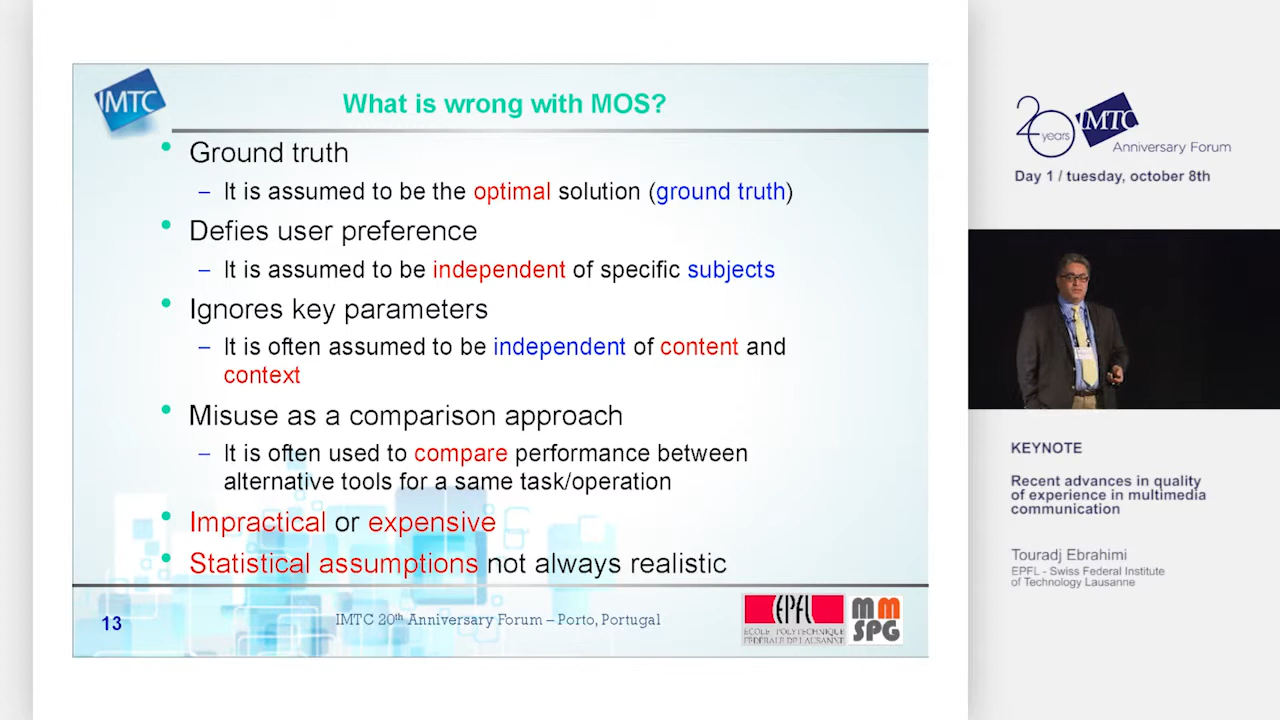 IMTC
What is wrong with MOS?
• Ground truth
– It is assumed to be the optimal solution (ground truth)
• Defies user preference
– It is assumed to be independent of specific subjects
• Ignores key parameters
– It is often assumed to be independent of content and
context
• Misuse as a comparison approach
– It is often used to compare performance between
alternative tools for a same task/operation
• Impractical or expensive
• Statistical assumptions not always realistic
13
IMTC 20th Anniversary Forum – Porto, Portugal
EPFL
ÉCOLE POLYTECHNIQUE
FÉDÉRALE DE LAUSANNE
MM
SPG
20 years IMTC
Anniversary Forum
Day 1 / tuesday, october 8th
KEYNOTE
Recent advances in quality
of experience in multimedia
communication
Touradj Ebrahimi
EPFL - Swiss Federal Institute
of Technology Lausanne